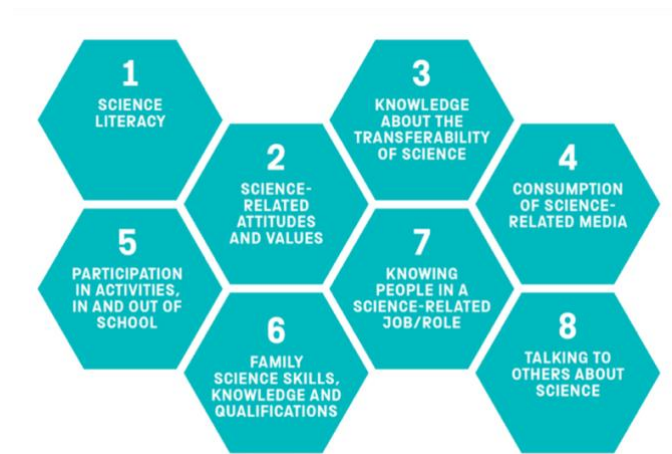 1
SCIENCE
LITERACY
2
SCIENCE-
RELATED
ATTITUDES
AND VALUES
3
KNOWLEDGE
ABOUT THE
TRANSFERABILITY
OF SCIENCE
4
CONSUMPTION
OF SCIENCE-
RELATED MEDIA
5
PARTICIPATION
IN ACTIVITIES,
IN AND OUT OF
SCHOOL
6
FAMILY
SCIENCE SKILLS,
KNOWLEDGE AND
QUALIFICATIONS
7
KNOWING
PEOPLE IN A
SCIENCE-RELATED
JOB/ROLE
8
TALKING TO
OTHERS ABOUT
SCIENCE